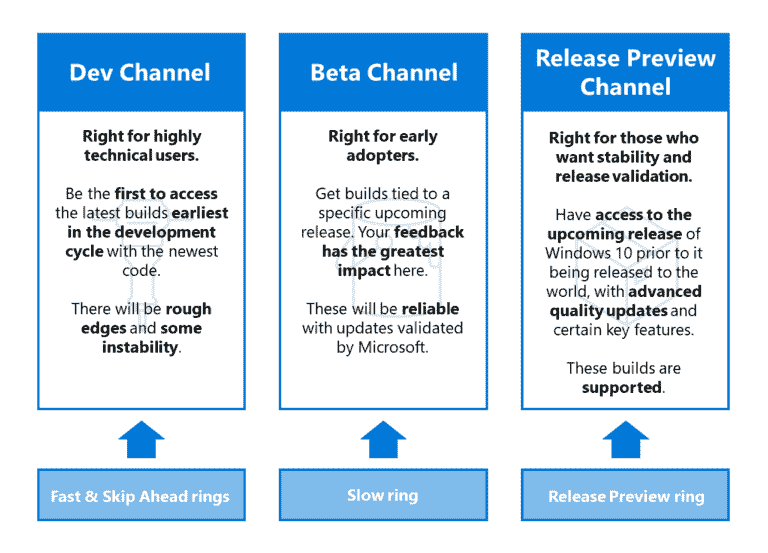 Dev Channel
Right for highly
technical users.
Be the first to access
the latest builds earliest
in the development
cycle with the newest
code.
There will be rough
edges and some
instability.
Fast & Skip Ahead rings
Beta Channel
Right for early
adopters.
Get builds tied to a
specific upcoming
release. Your feedback
has the greatest
impact here.
These will be reliable
with updates validated
by Microsoft.
Slow ring
Release Preview
Channel
Right for those who
want stability and
release validation.
Have access to the
upcoming release of
Windows 10 prior to it
being released to the
world, with advanced
quality updates and
certain key features.
These builds are
supported.
Release Preview ring